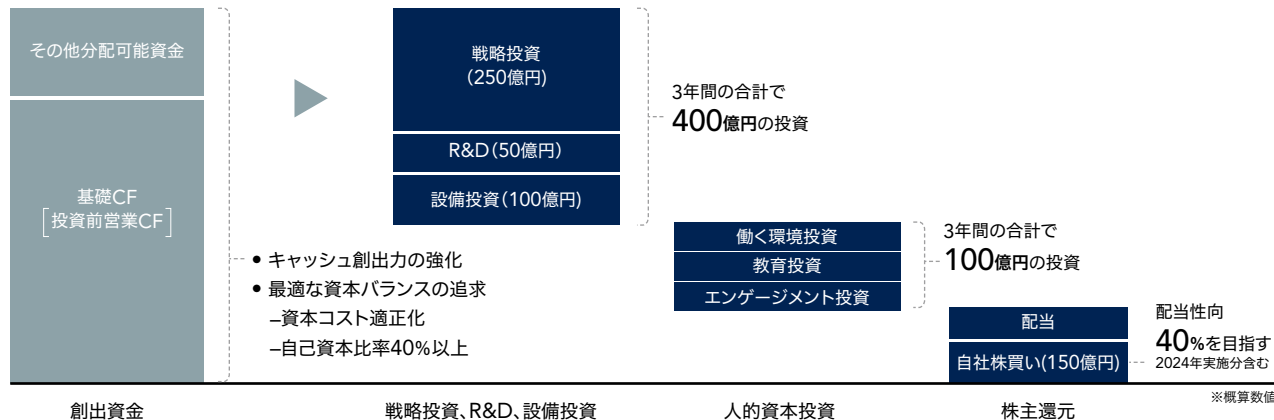 その他分配可能資金
基礎CF
[投資前営業CF]
• キャッシュ創出力の強化
• 最適な資本バランスの追求
–資本コスト適正化
–自己資本比率40%以上
戦略投資
(250億円)
R&D(50億円)
設備投資(100億円)
3年間の合計で
400億円の投資
働く環境投資
教育投資
エンゲージメント投資
3年間の合計で
100億円の投資
配当
自社株買い(150億円)
配当性向
40%を目指す
2024年実施分含む
※概算数値
創出資金
戦略投資、R&D、設備投資
人的資本投資
株主還元